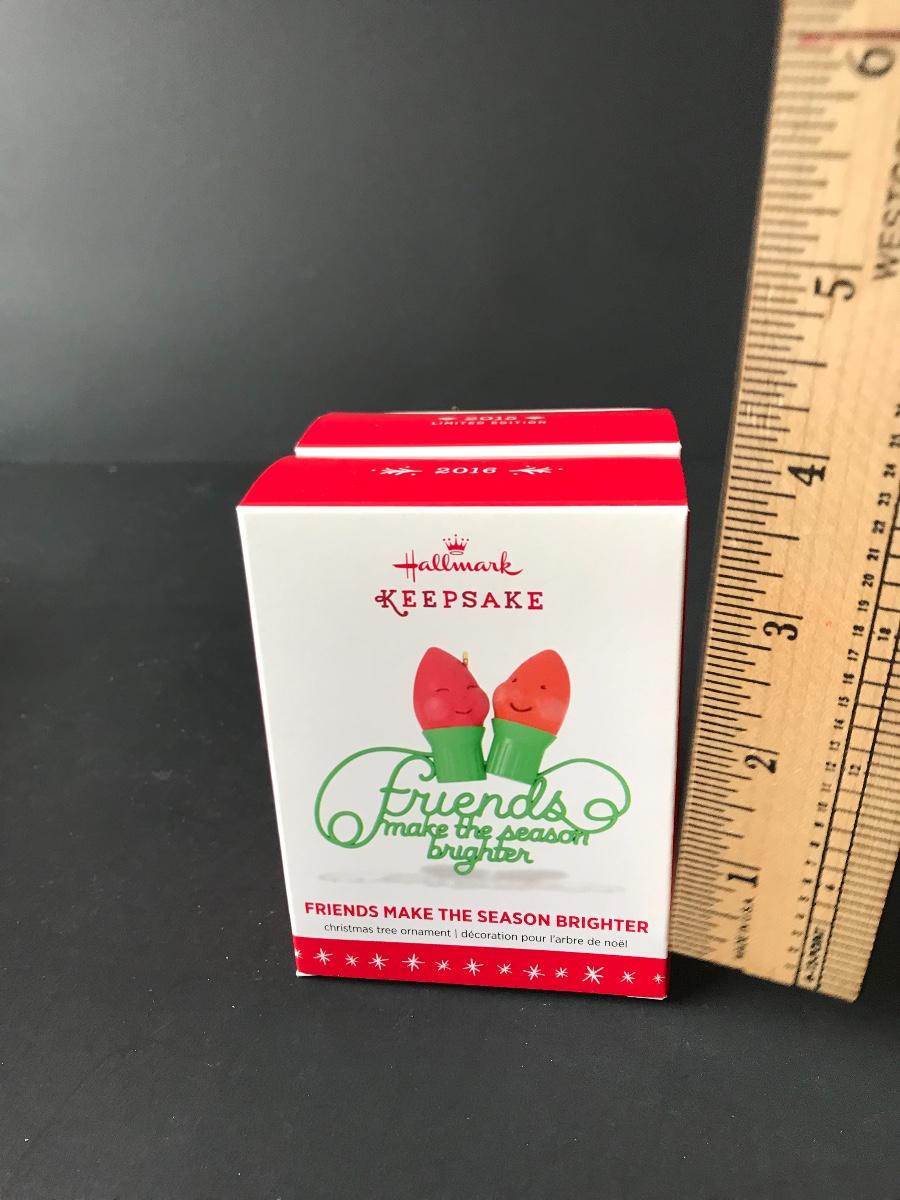 2015
LIMITED EDITION
2016
Hallmark
KEEPSAKE
friends
make the season
brighter
FRIENDS MAKE THE SEASON BRIGHTER
christmas tree ornament | décoration pour l'arbre de noël
6
5
4
3
2
1